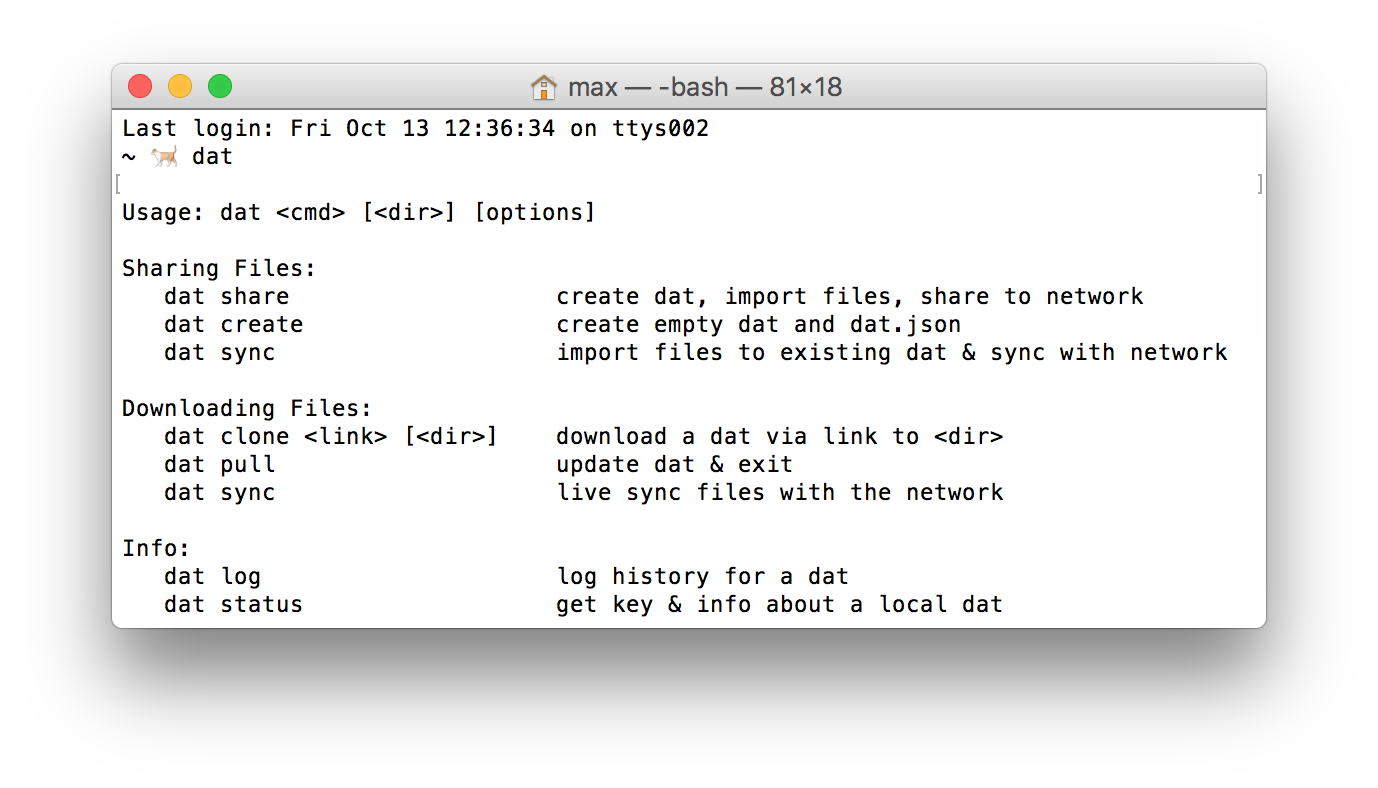 max — -bash — 81×18
Last login: Fri Oct 13 12:36:34 on ttys002
~ 🐈 dat
[ ]
Usage: dat <cmd> [<dir>] [options]
Sharing Files:
dat share create dat, import files, share to network
dat create create empty dat and dat.json
dat sync import files to existing dat & sync with network
Downloading Files:
dat clone <link> [<dir>] download a dat via link to <dir>
dat pull update dat & exit
dat sync live sync files with the network
Info:
dat log log history for a dat
dat status get key & info about a local dat